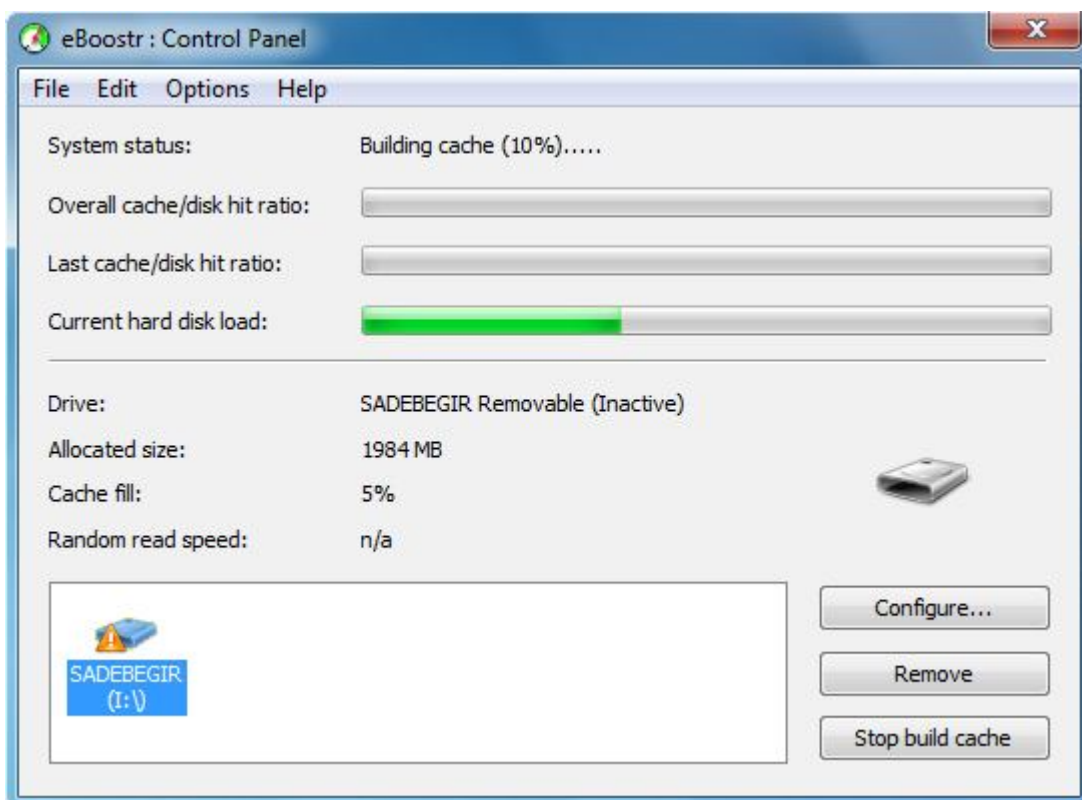 eBoostr : Control Panel
File Edit Options Help
System status: Building cache (10%).....
Overall cache/disk hit ratio:
Last cache/disk hit ratio:
Current hard disk load:
Drive: SADEBEGIR Removable (Inactive)
Allocated size: 1984 MB
Cache fill: 5%
Random read speed: n/a
SADEBEGIR
(I:\)
Configure...
Remove
Stop build cache